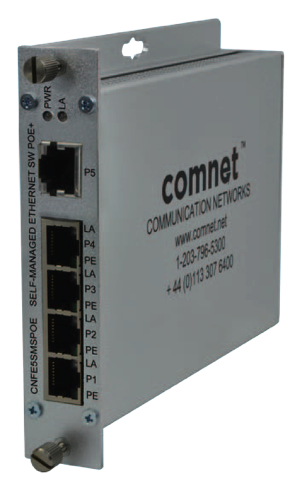 PWR
LA
SELF-MANAGED ETHERNET SW POE+
CNFE5SMSPOE
P5
LA
P4
PE
LA
P3
PE
LA
P2
PE
LA
P1
PE
comnet™
COMMUNICATION NETWORKS
www.comnet.net
1-203-796-5300
+ 44 (0)113 307 6400